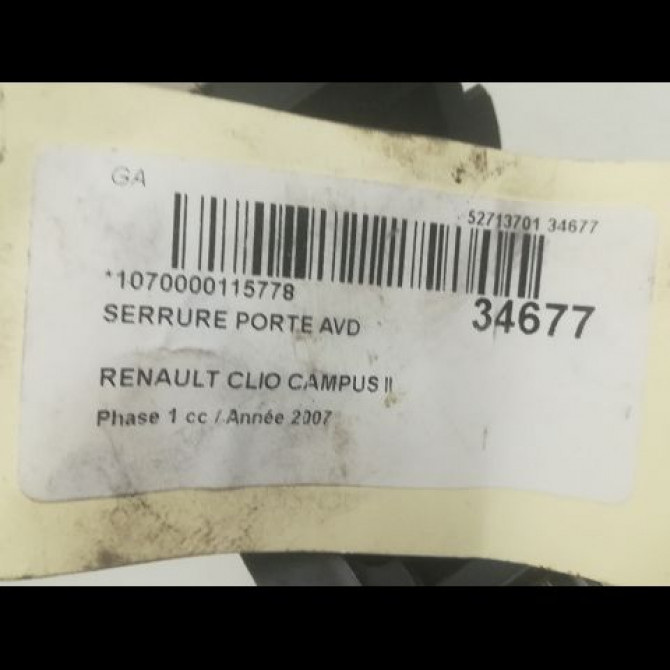 GA
52713701 34677
*1070000115778
34677
SERRURE PORTE AVD
RENAULT CLIO CAMPUS II
Phase 1 cc / Année 2007